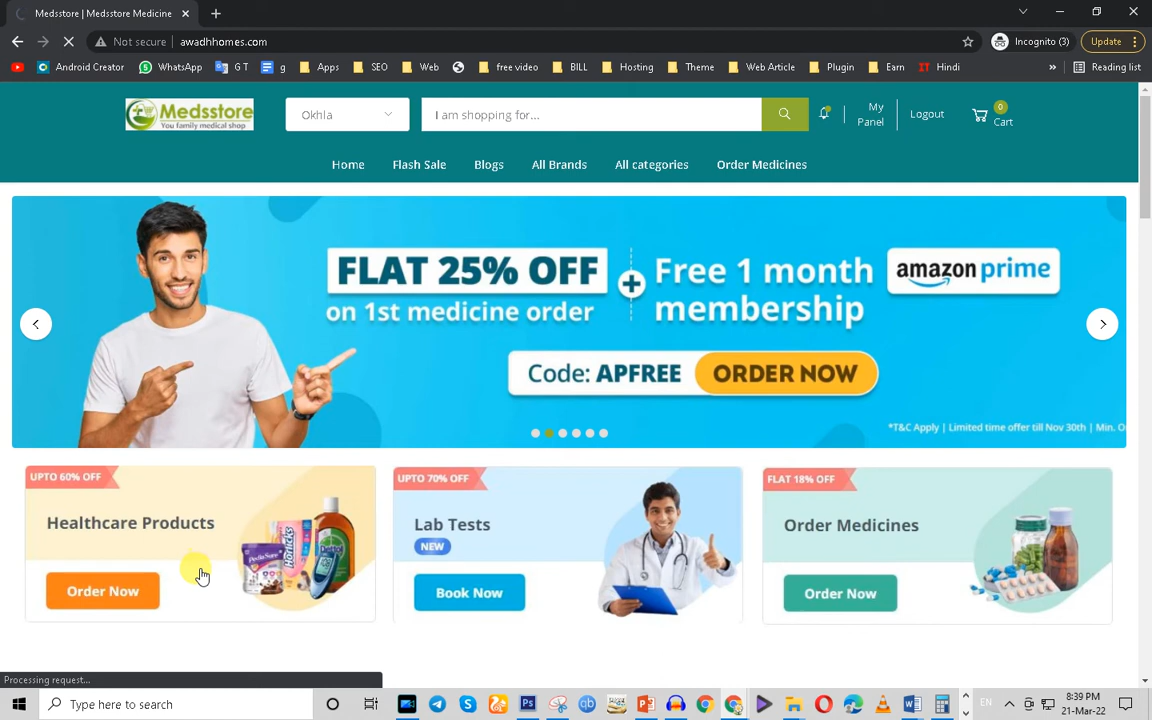 Medsstore | Medsstore Medicine
Not secure | awadhhomes.com
Incognito (3)
Update
Android Creator
WhatsApp
G T
g
Apps
SEO
Web
free video
BILL
Hosting
Theme
Web Article
Plugin
Earn
Hindi
»
Reading list
Medsstore
You family medical shop
Okhla
I am shopping for...
My Panel
Logout
0
Cart
Home
Flash Sale
Blogs
All Brands
All categories
Order Medicines
FLAT 25% OFF
on 1st medicine order
+
Free 1 month
membership
amazon prime
Code: APFREE
ORDER NOW
*T&C Apply | Limited time offer till Nov 30th | Min.
UPTO 60% OFF
Healthcare Products
Order Now
PediaSure
Horlicks
Dettol
UPTO 70% OFF
Lab Tests
NEW
Book Now
FLAT 18% OFF
Order Medicines
Order Now
Processing request...
Type here to search
EN
8:39 PM
21-Mar-22